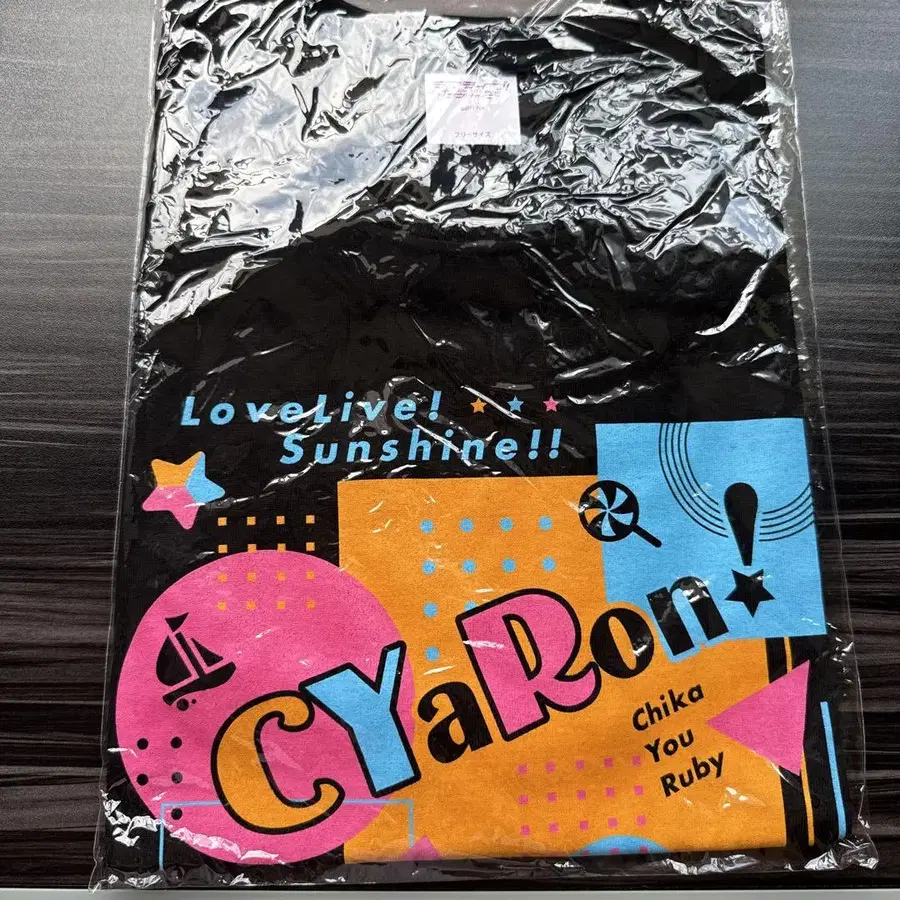 フリーサイズ
LoveLive!
Sunshine!!
CYaRon!
Chika
You
Ruby